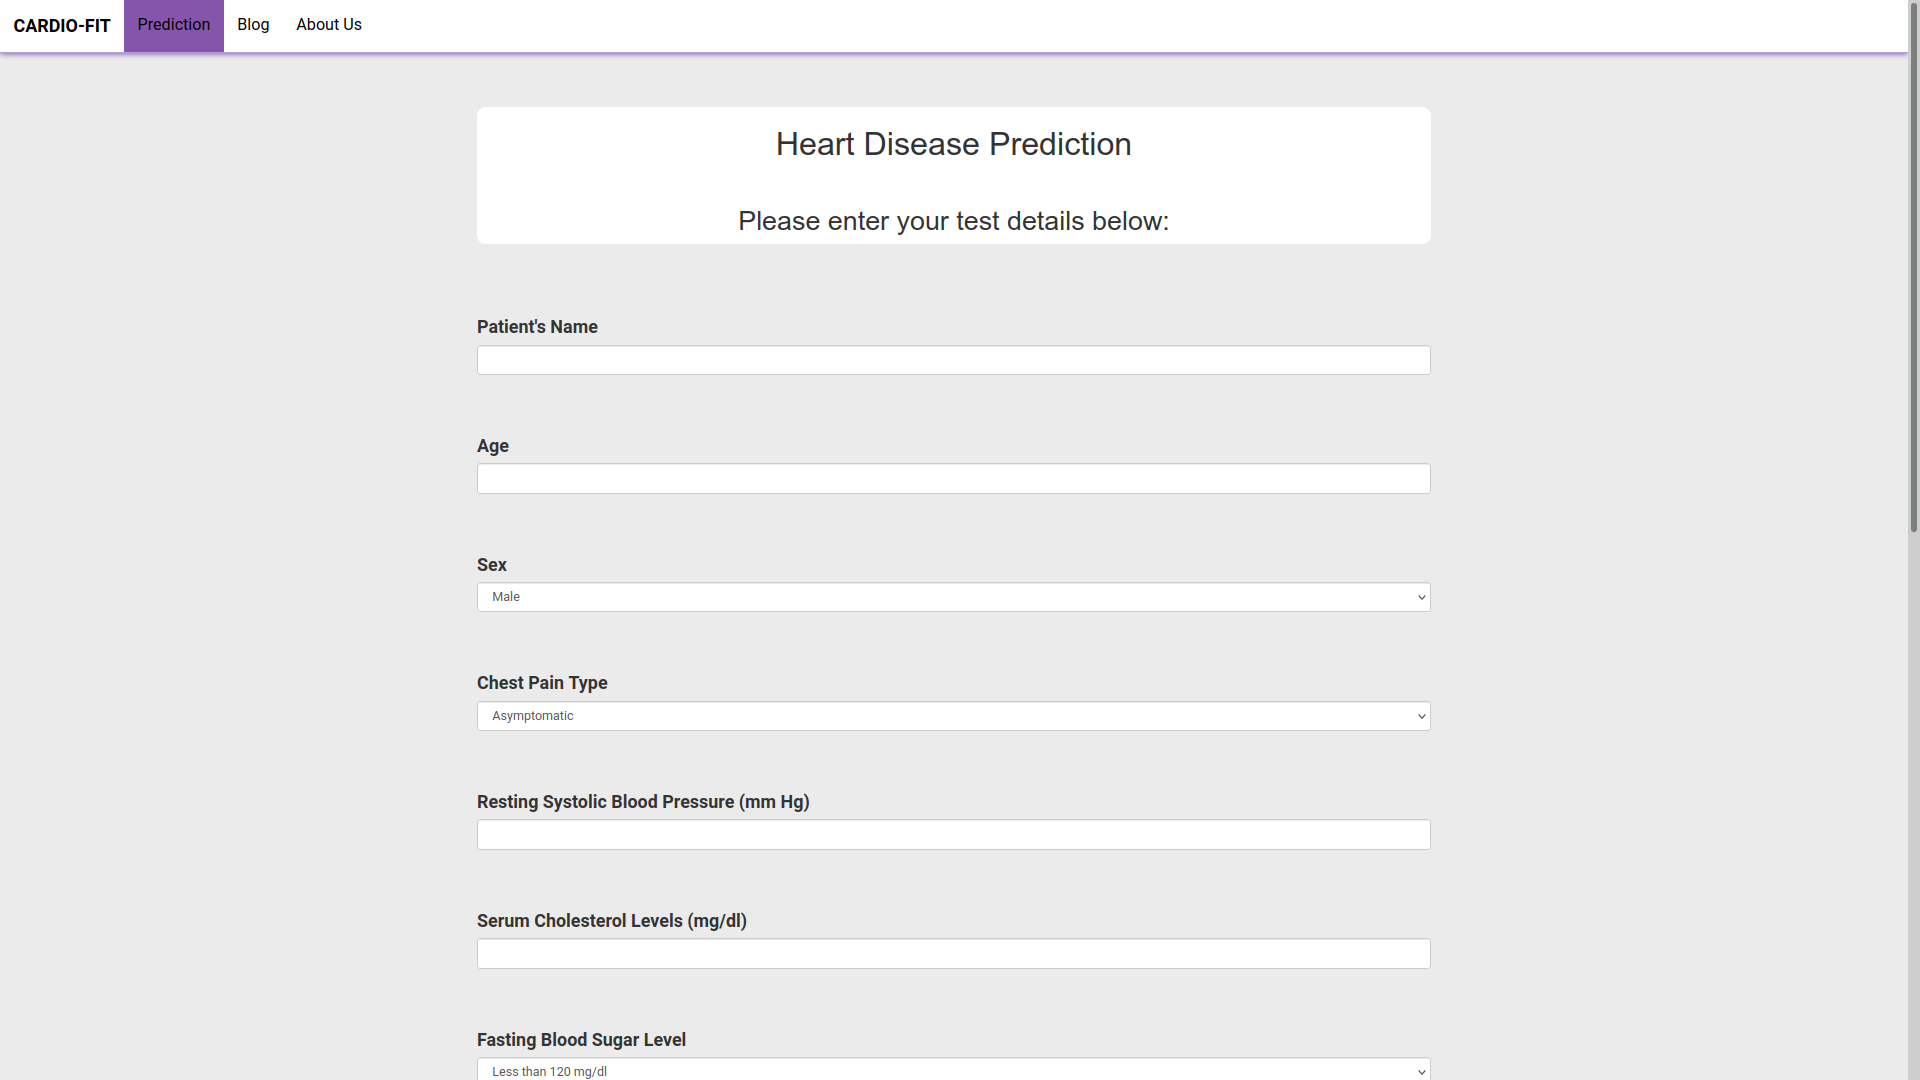 CARDIO-FIT Prediction Blog About Us
Heart Disease Prediction
Please enter your test details below:
Patient's Name
Age
Sex
Male
Chest Pain Type
Asymptomatic
Resting Systolic Blood Pressure (mm Hg)
Serum Cholesterol Levels (mg/dl)
Fasting Blood Sugar Level
Less than 120 mg/dl